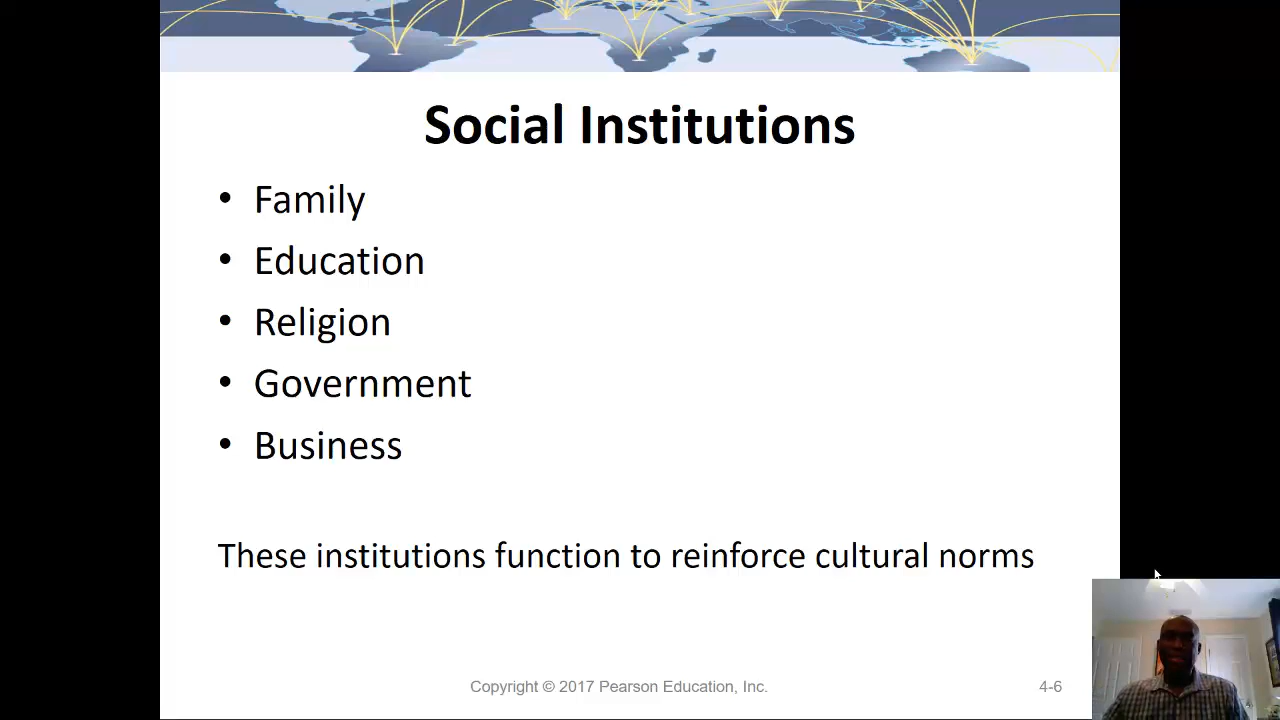 Social Institutions
• Family
• Education
• Religion
• Government
• Business
These institutions function to reinforce cultural norms
Copyright © 2017 Pearson Education, Inc.
4-6